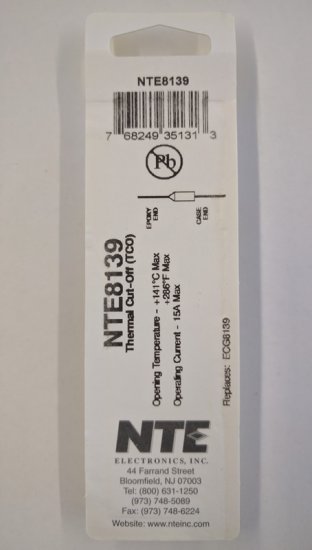 NTE8139
7 68249 35131 3
Pb
EPOXY END
CASE END
NTE8139
Thermal Cut-Off (TCO)
Opening Temperature - +141°C Max
+286°F Max
Operating Current - 15A Max
Replaces: ECG8139
NTE
ELECTRONICS, INC.
44 Farrand Street
Bloomfield, NJ 07003
Tel: (800) 631-1250
(973) 748-5089
Fax: (973) 748-6224
Website: www.nteinc.com